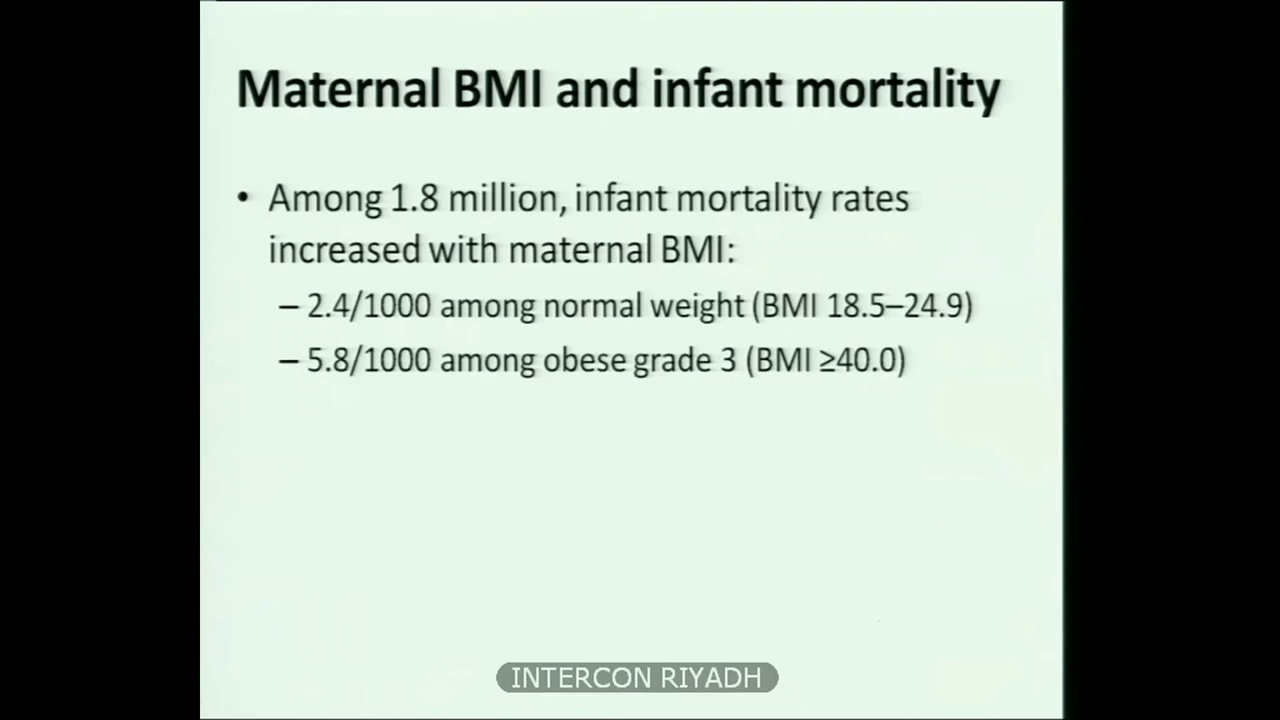 Maternal BMI and infant mortality
• Among 1.8 million, infant mortality rates
increased with maternal BMI:
– 2.4/1000 among normal weight (BMI 18.5–24.9)
– 5.8/1000 among obese grade 3 (BMI ≥40.0)
INTERCON RIYADH